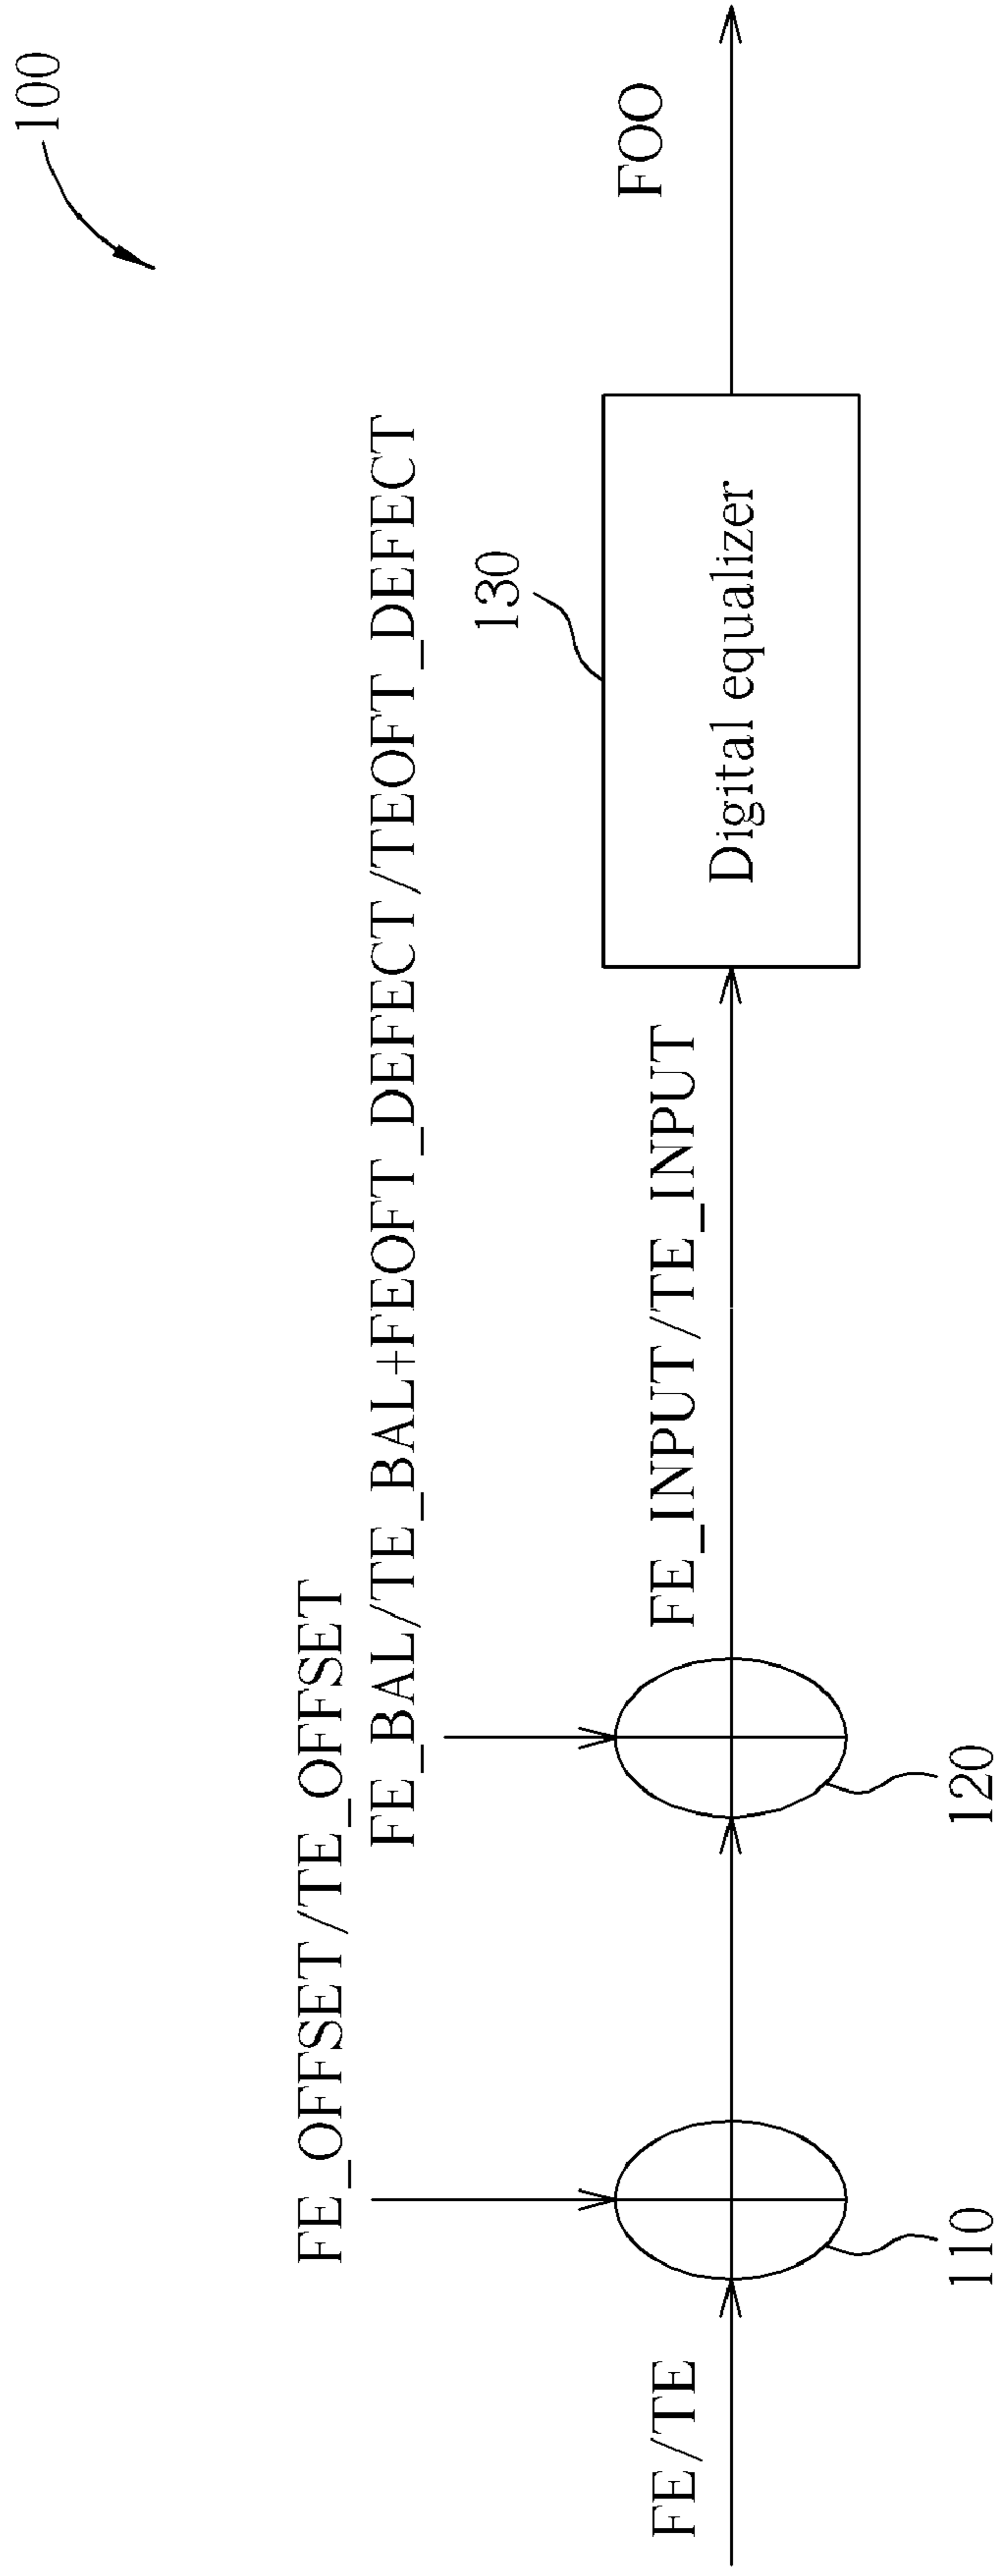 100
FE_OFFSET/TE_OFFSET
FE_BAL/TE_BAL+FEOFT_DEFECT/TEOFT_DEFECT
130
FE/TE
FE_INPUT/TE_INPUT
FOO
Digital equalizer
110
120